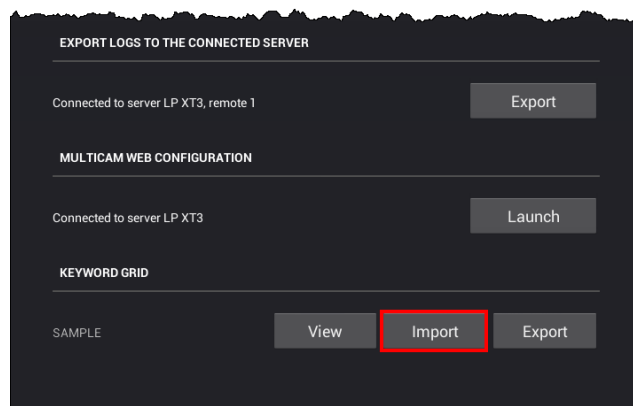 EXPORT LOGS TO THE CONNECTED SERVER
Connected to server LP XT3, remote 1
Export
MULTICAM WEB CONFIGURATION
Connected to server LP XT3
Launch
KEYWORD GRID
SAMPLE
View
Import
Export